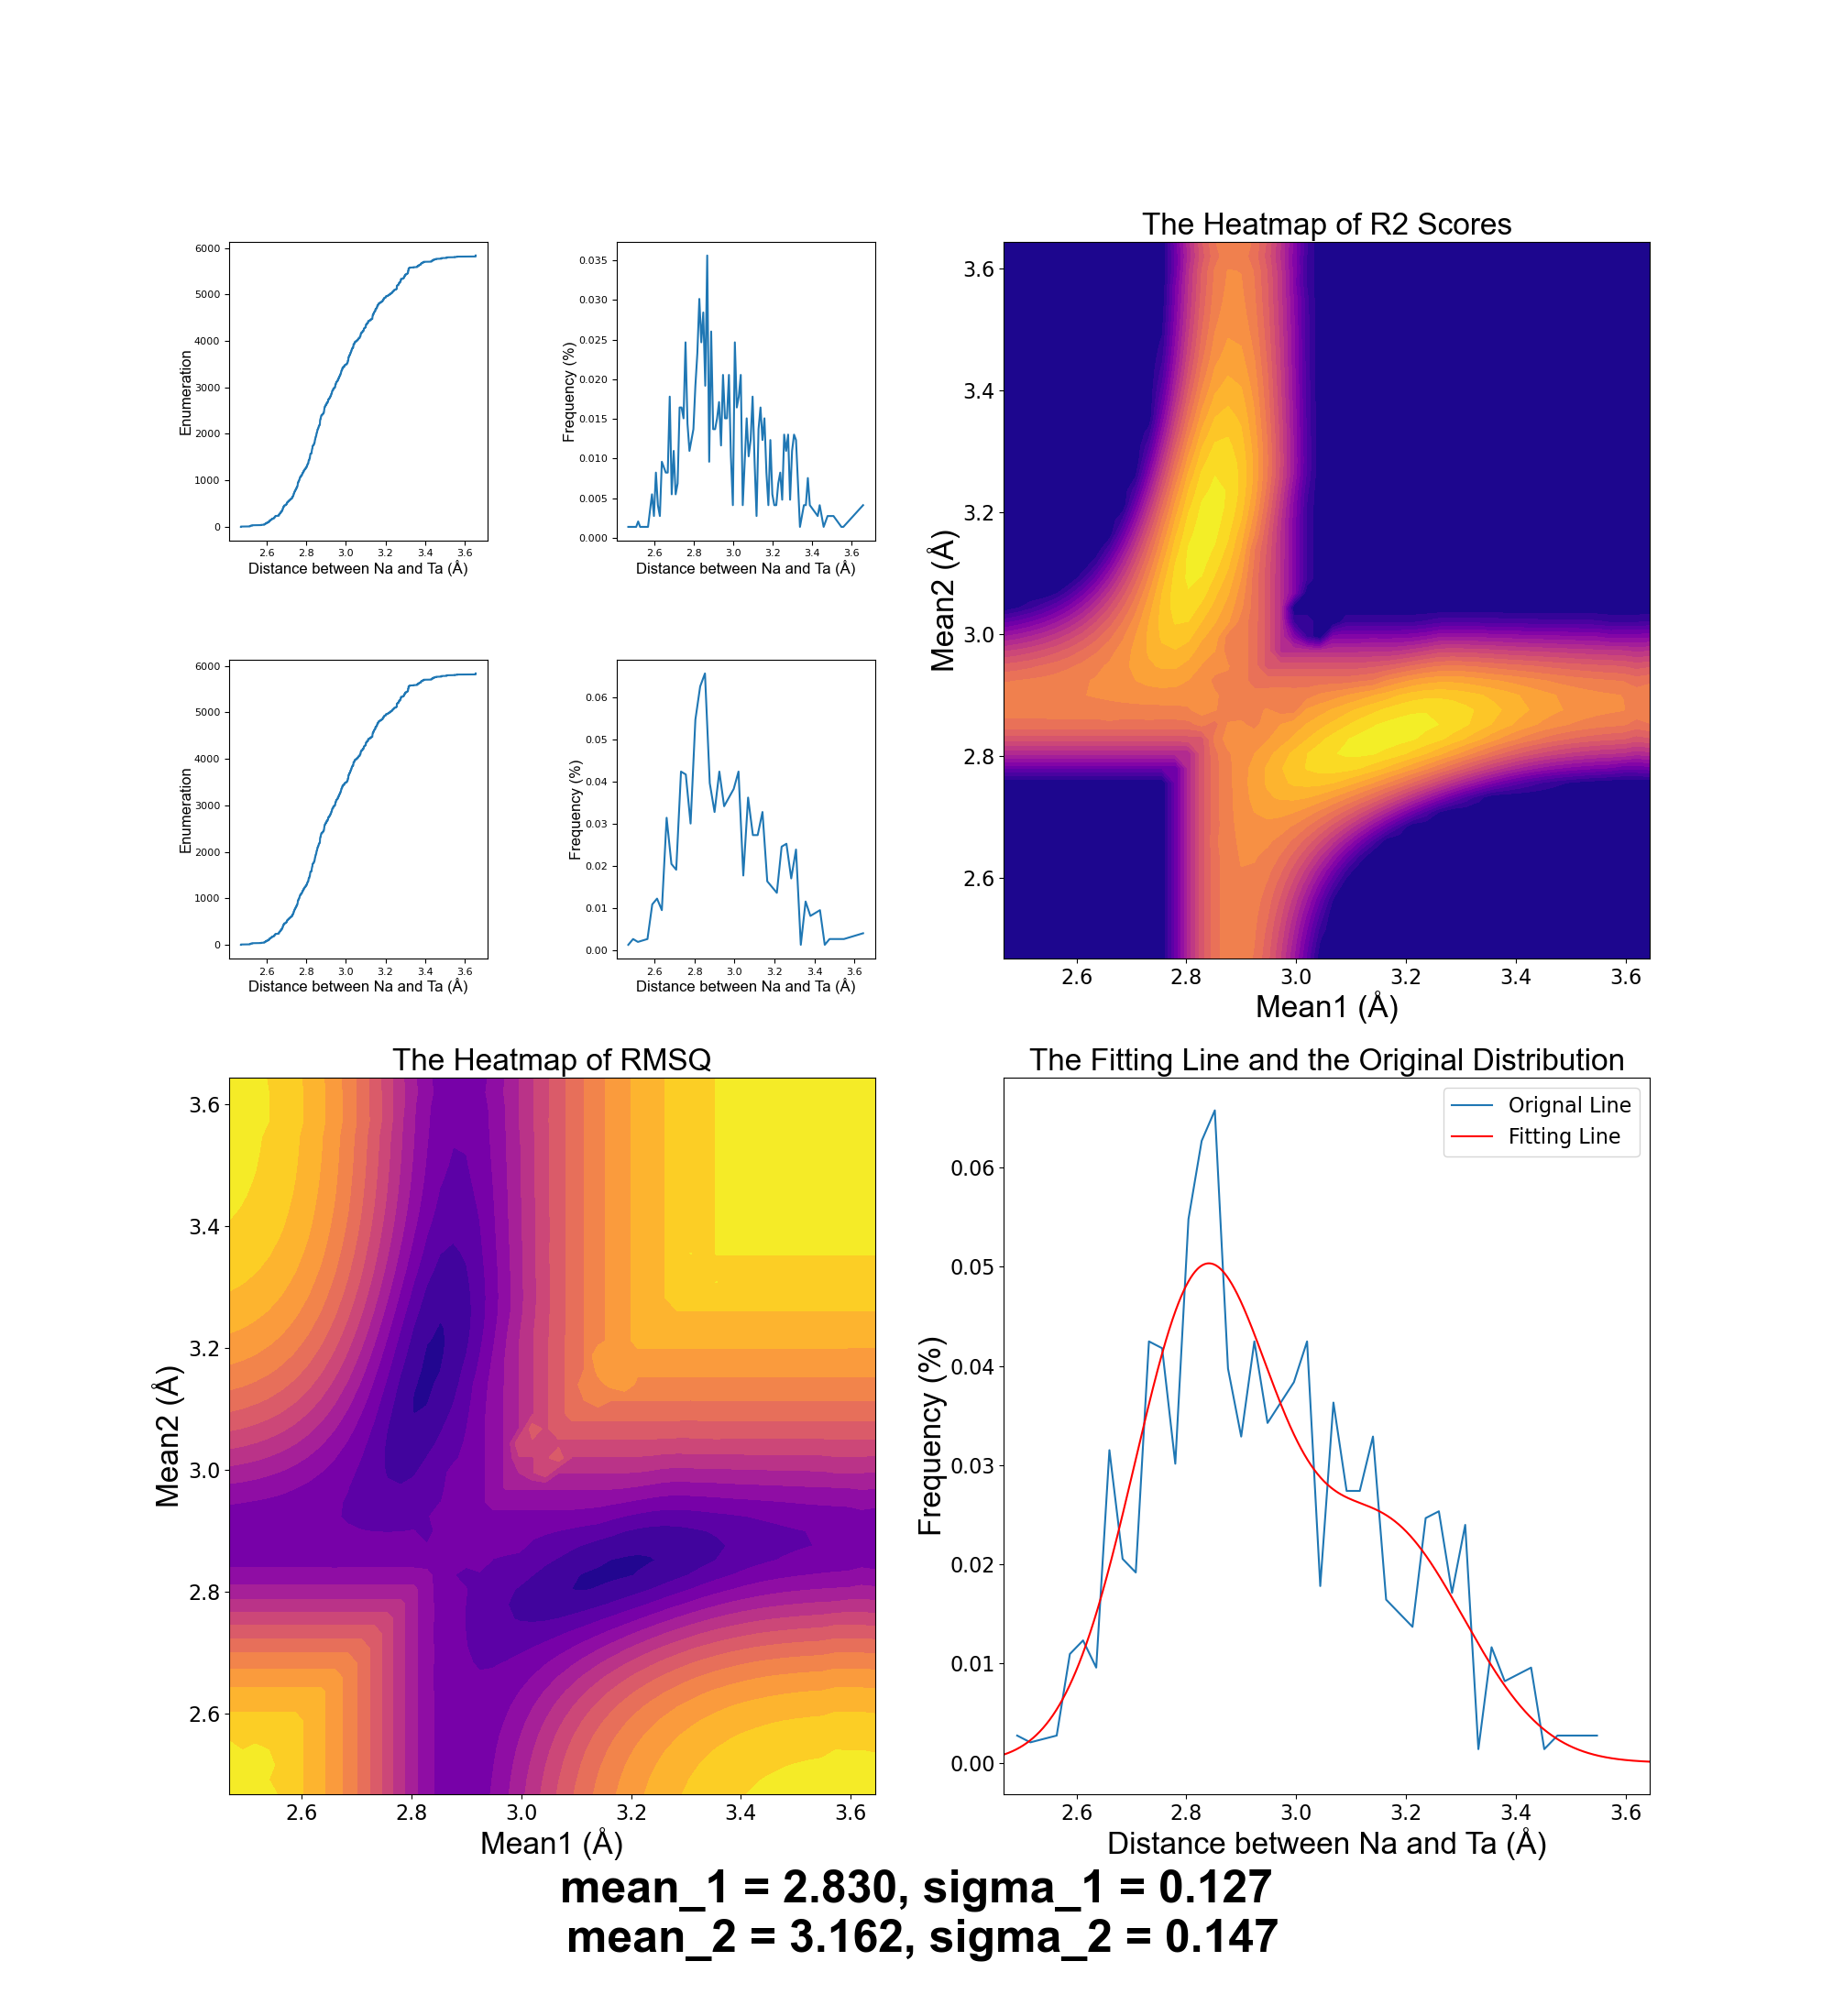 6000
5000
4000
3000
2000
1000
0
Enumeration
2.6 2.8 3.0 3.2 3.4 3.6
Distance between Na and Ta (Å)
0.035
0.030
0.025
0.020
0.015
0.010
0.005
0.000
Frequency (%)
2.6 2.8 3.0 3.2 3.4 3.6
Distance between Na and Ta (Å)
The Heatmap of R2 Scores
3.6
3.4
3.2
3.0
2.8
2.6
Mean2 (Å)
2.6 2.8 3.0 3.2 3.4 3.6
Mean1 (Å)
6000
5000
4000
3000
2000
1000
0
Enumeration
2.6 2.8 3.0 3.2 3.4 3.6
Distance between Na and Ta (Å)
0.06
0.05
0.04
0.03
0.02
0.01
0.00
Frequency (%)
2.6 2.8 3.0 3.2 3.4 3.6
Distance between Na and Ta (Å)
The Heatmap of RMSQ
3.6
3.4
3.2
3.0
2.8
2.6
Mean2 (Å)
2.6 2.8 3.0 3.2 3.4 3.6
Mean1 (Å)
The Fitting Line and the Original Distribution
Orignal Line
Fitting Line
0.06
0.05
0.04
0.03
0.02
0.01
0.00
Frequency (%)
2.6 2.8 3.0 3.2 3.4 3.6
Distance between Na and Ta (Å)
mean_1 = 2.830, sigma_1 = 0.127
mean_2 = 3.162, sigma_2 = 0.147